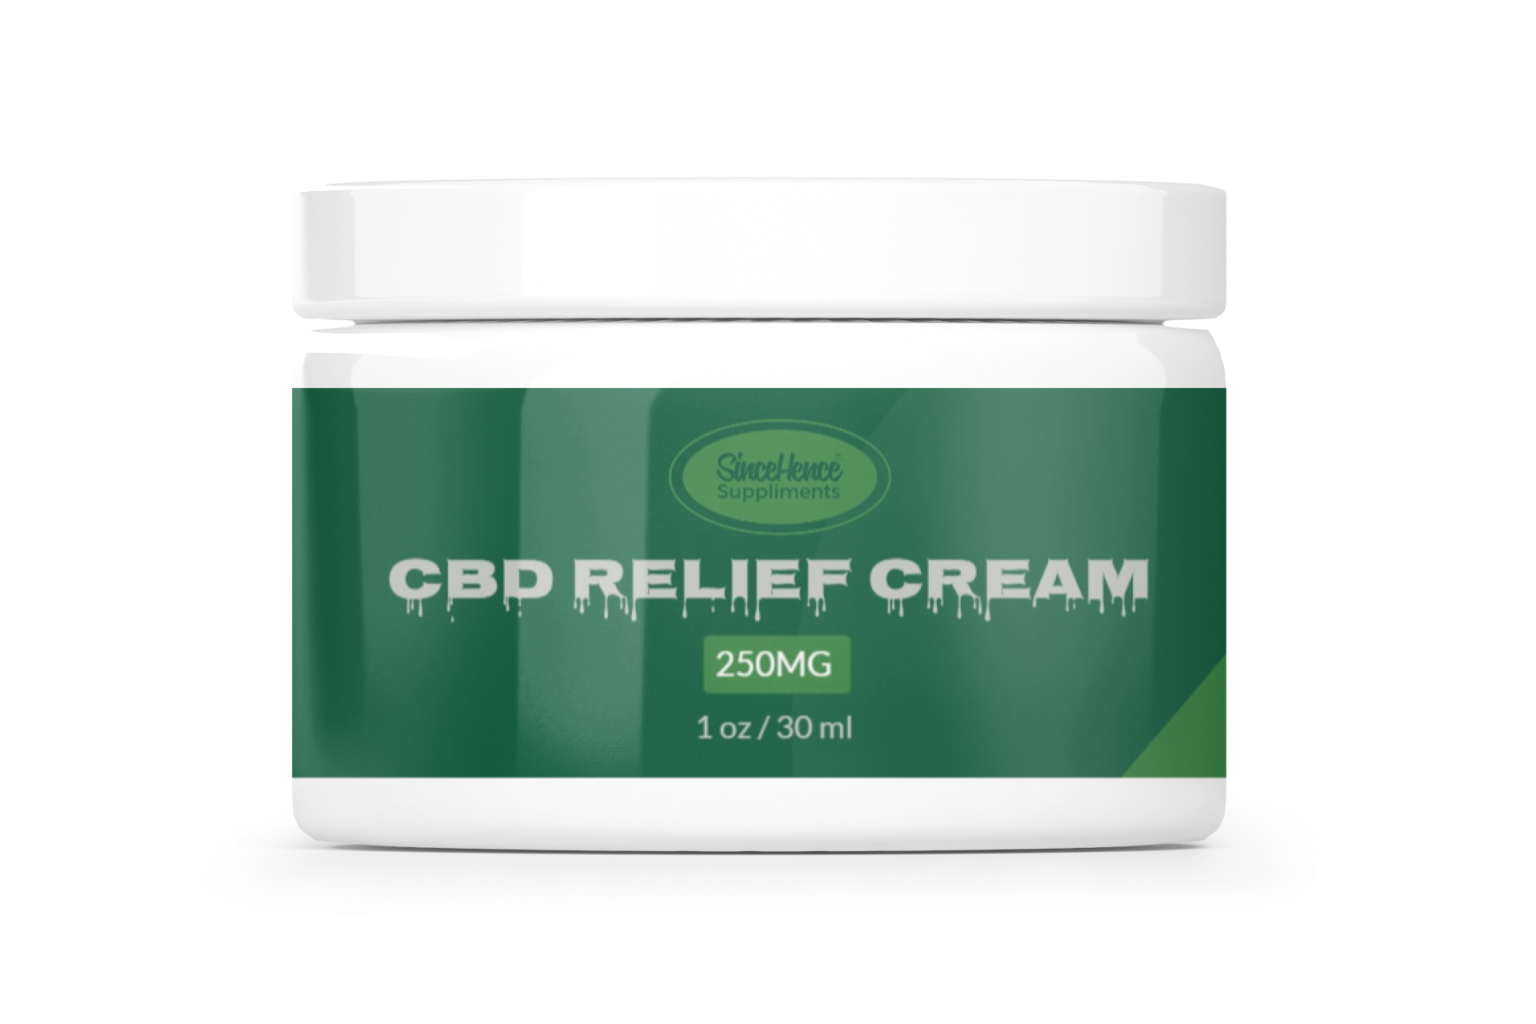 SinceHence®
Suppliments
CBD RELIEF CREAM
250MG
1 oz / 30 ml